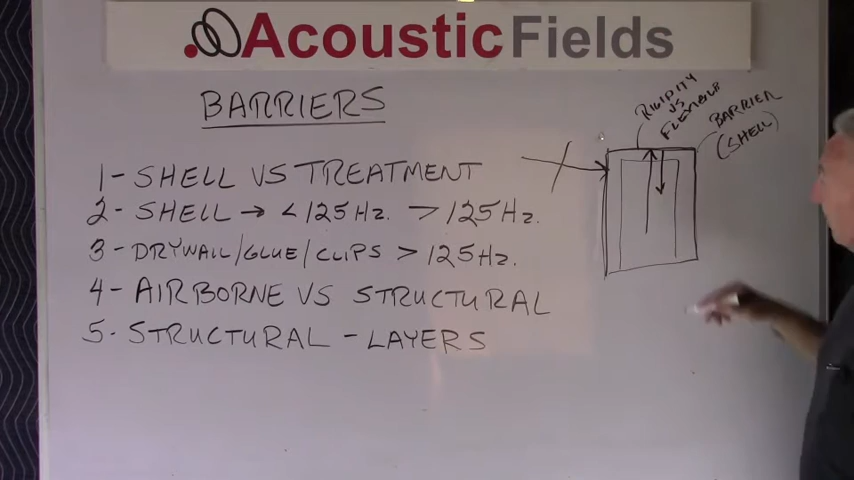 AcousticFields
BARRIERS
1- SHELL VS TREATMENT
2- SHELL → < 125 Hz. > 125 Hz.
3- DRYWALL/GLUE/CLIPS > 125 Hz.
4- AIRBORNE VS STRUCTURAL
5- STRUCTURAL - LAYERS
RIGIDITY
VS
FLEXIBLE
BARRIER
(SHELL)